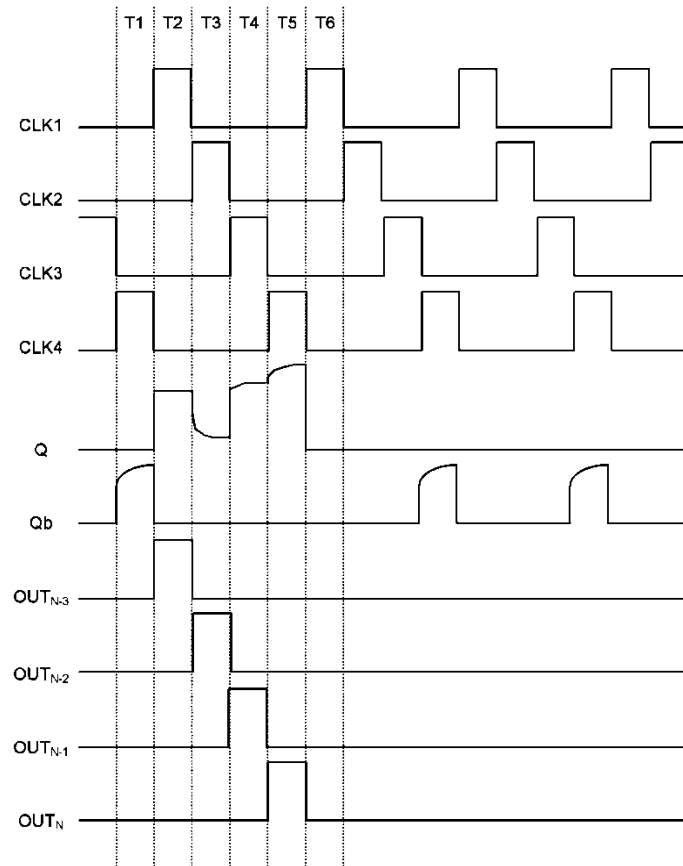 T1 T2 T3 T4 T5 T6
CLK1
CLK2
CLK3
CLK4
Q
Qb
OUTN-3
OUTN-2
OUTN-1
OUTN